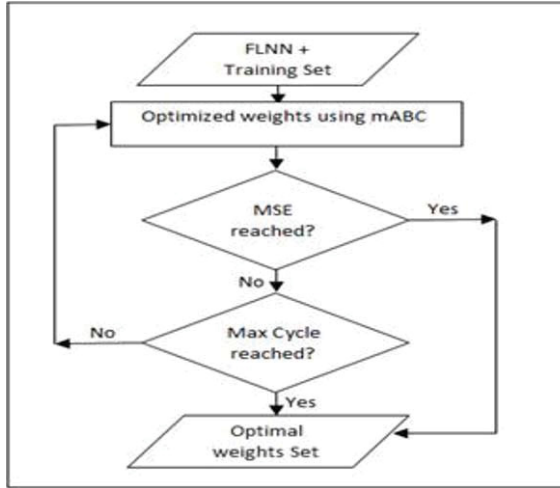 FLNN +
Training Set
Optimized weights using mABC
MSE
reached?
Yes
No
Max Cycle
reached?
No
Yes
Optimal
weights Set